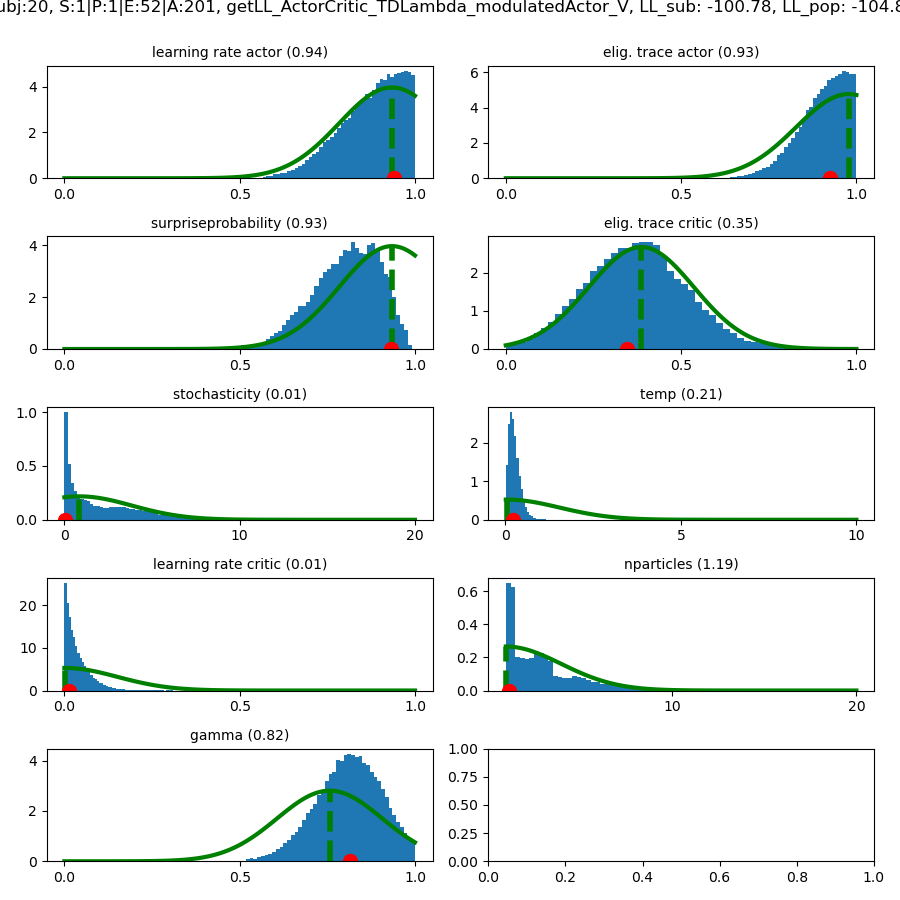 ubj:20, S:1|P:1|E:52|A:201, getLL_ActorCritic_TDLambda_modulatedActor_V, LL_sub: -100.78, LL_pop: -104.8
learning rate actor (0.94)
elig. trace actor (0.93)
4
2
0
0.0 0.5 1.0
6
4
2
0
0.0 0.5 1.0
surpriseprobability (0.93)
elig. trace critic (0.35)
4
2
0
0.0 0.5 1.0
2
1
0
0.0 0.5 1.0
stochasticity (0.01)
temp (0.21)
1.0
0.5
0.0
0 10 20
2
1
0
0 5 10
learning rate critic (0.01)
nparticles (1.19)
20
10
0
0.0 0.5 1.0
0.6
0.4
0.2
0.0
10 20
gamma (0.82)
4
2
0
0.0 0.5 1.0
1.00
0.75
0.50
0.25
0.00
0.0 0.2 0.4 0.6 0.8 1.0